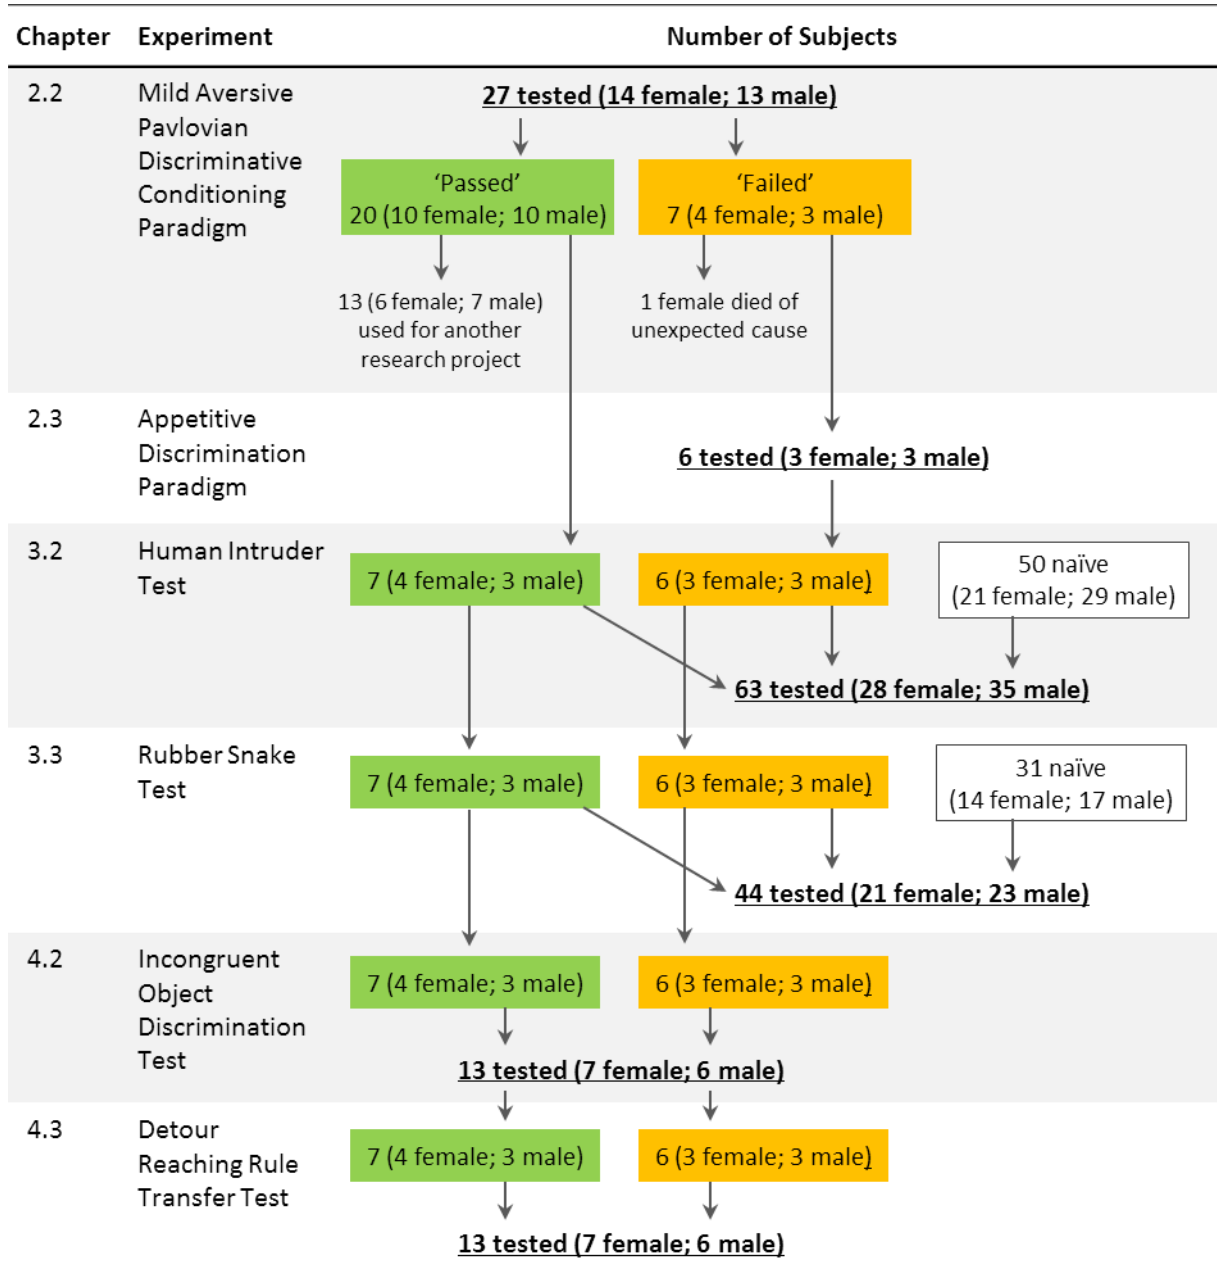 Chapter Experiment Number of Subjects
2.2 Mild Aversive
Pavlovian
Discriminative
Conditioning
Paradigm
27 tested (14 female; 13 male)
‘Passed’
20 (10 female; 10 male)
‘Failed’
7 (4 female; 3 male)
13 (6 female; 7 male)
used for another
research project
1 female died of
unexpected cause
2.3 Appetitive
Discrimination
Paradigm
6 tested (3 female; 3 male)
3.2 Human Intruder
Test
7 (4 female; 3 male)
6 (3 female; 3 male)
50 naïve
(21 female; 29 male)
63 tested (28 female; 35 male)
3.3 Rubber Snake
Test
7 (4 female; 3 male)
6 (3 female; 3 male)
31 naïve
(14 female; 17 male)
44 tested (21 female; 23 male)
4.2 Incongruent
Object
Discrimination
Test
7 (4 female; 3 male)
6 (3 female; 3 male)
13 tested (7 female; 6 male)
4.3 Detour
Reaching Rule
Transfer Test
7 (4 female; 3 male)
6 (3 female; 3 male)
13 tested (7 female; 6 male)